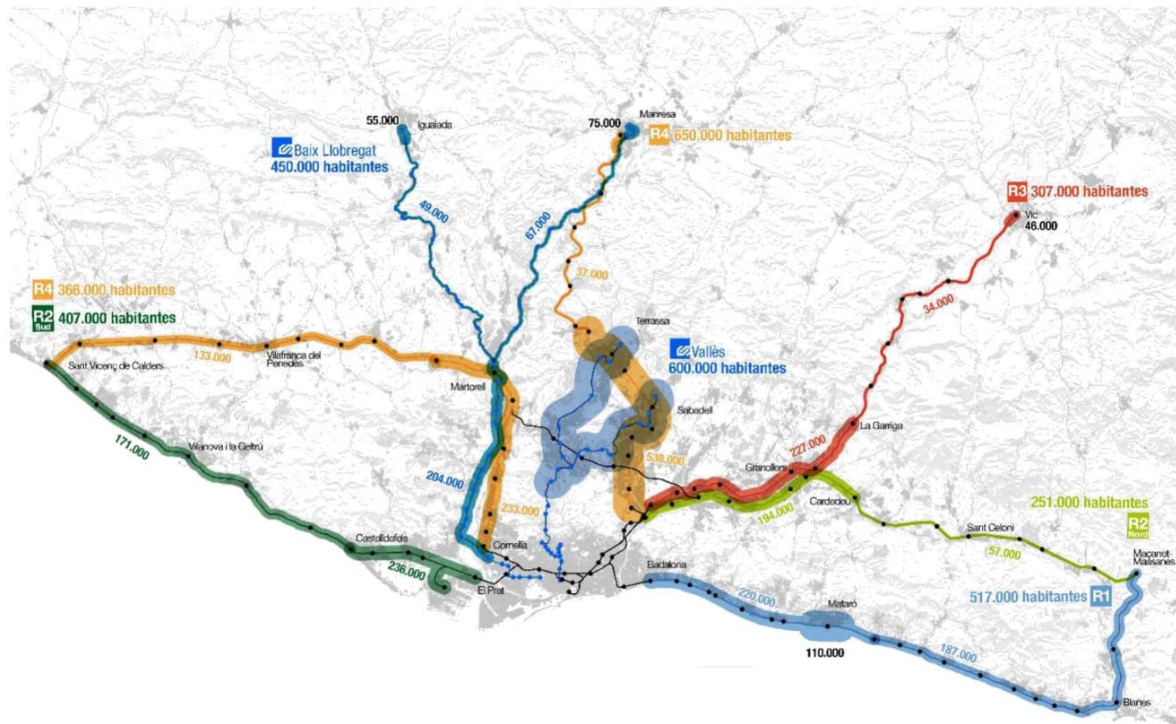 55.000
Igualada
Baix Llobregat
450.000 habitantes
Manresa
75.000
R4 650.000 habitantes
R3 307.000 habitantes
Vic
46.000
49.000
67.000
37.000
34.000
R4 366.000 habitantes
R2 Sud 407.000 habitantes
Terrassa
Vallès
600.000 habitantes
133.000
Vilafranca del
Penedès
Sant Vicenç de Calders
Martorell
Sabadell
La Garriga
171.000
Vilanova i la Geltrú
227.000
538.000
Granollers
204.000
233.000
194.000
Cardedeu
251.000 habitantes
R2
Nord
Sant Celoni
57.000
Maçanet-
Massanes
Castelldefels
236.000
Cornellà
El Prat
Badalona
220.000
Mataró
110.000
187.000
517.000 habitantes R1
Blanes